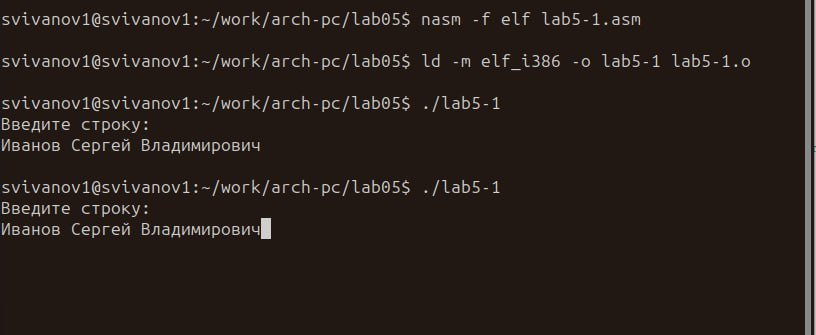 svivanov1@svivanov1:~/work/arch-pc/lab05$ nasm -f elf lab5-1.asm
svivanov1@svivanov1:~/work/arch-pc/lab05$ ld -m elf_i386 -o lab5-1 lab5-1.o
svivanov1@svivanov1:~/work/arch-pc/lab05$ ./lab5-1
Введите строку:
Иванов Сергей Владимирович
svivanov1@svivanov1:~/work/arch-pc/lab05$ ./lab5-1
Введите строку:
Иванов Сергей Владимирович